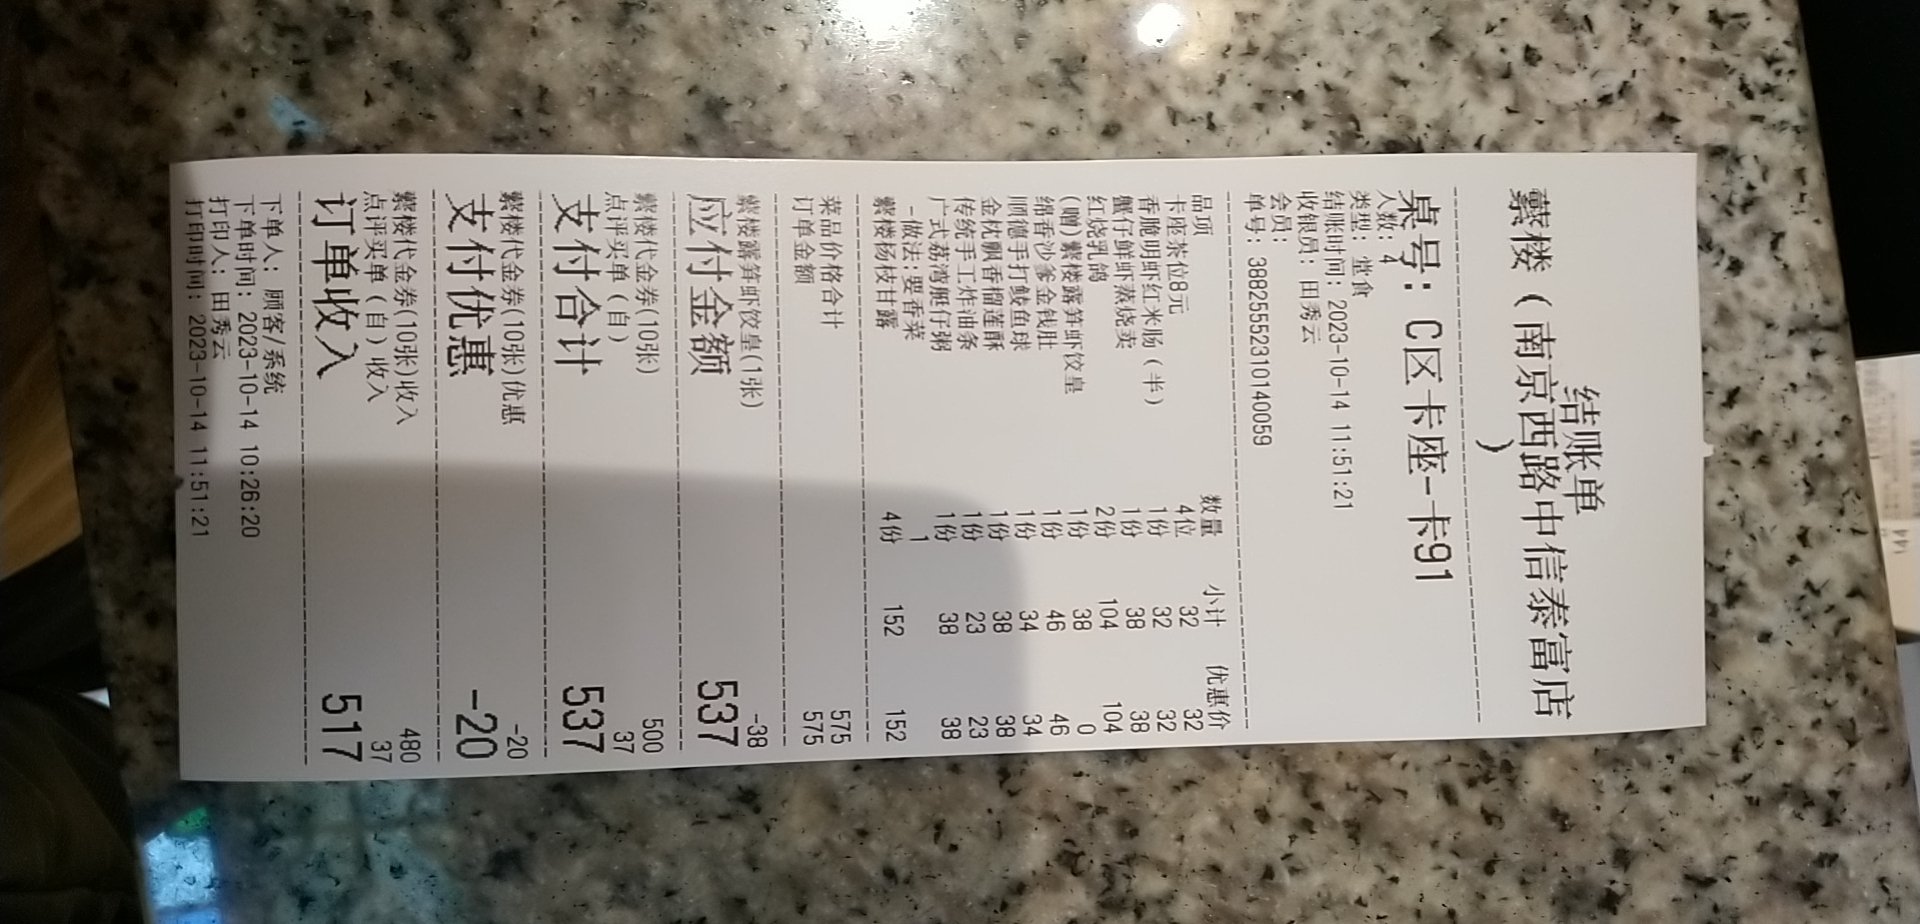 结账单
蘩楼（南京西路中信泰富店
）
桌号：C区卡座-卡91
人数：4
类型：堂食
结账时间：2023-10-14 11:51:21
收银员：田秀云
会员：
单号：3882555231014​0059
品项 数量 小计 优惠价
卡座茶位8元 4位 32 32
香脆明虾红米肠（半） 1份 32 32
蟹仔鲜虾蒸烧卖 1份 38 38
红烧乳鸽 2份 104 104
(赠)蘩楼露笋虾饺皇 1份 38 0
绵香沙爹金钱肚 1份 46 46
顺德手打鲮鱼球 1份 34 34
金枕飘香榴莲酥 1份 38 38
传统手工炸油条 1份 23 23
广式荔湾艇仔粥 1份 38 38
-做法:要香菜 1
蘩楼杨枝甘露 4份 152 152
菜品价格合计 575
订单金额 575
蘩楼露笋虾饺皇(1张) -38
应付金额 537
蘩楼代金券(10张) 500
点评买单（自） 37
支付合计 537
蘩楼代金券(10张)优惠 -20
支付优惠 -20
蘩楼代金券(10张)收入 480
点评买单（自）收入 37
订单收入 517
下单人：顾客/系统
下单时间：2023-10-14 10:26:20
打印人：田秀云
打印时间：2023-10-14 11:51:21
144